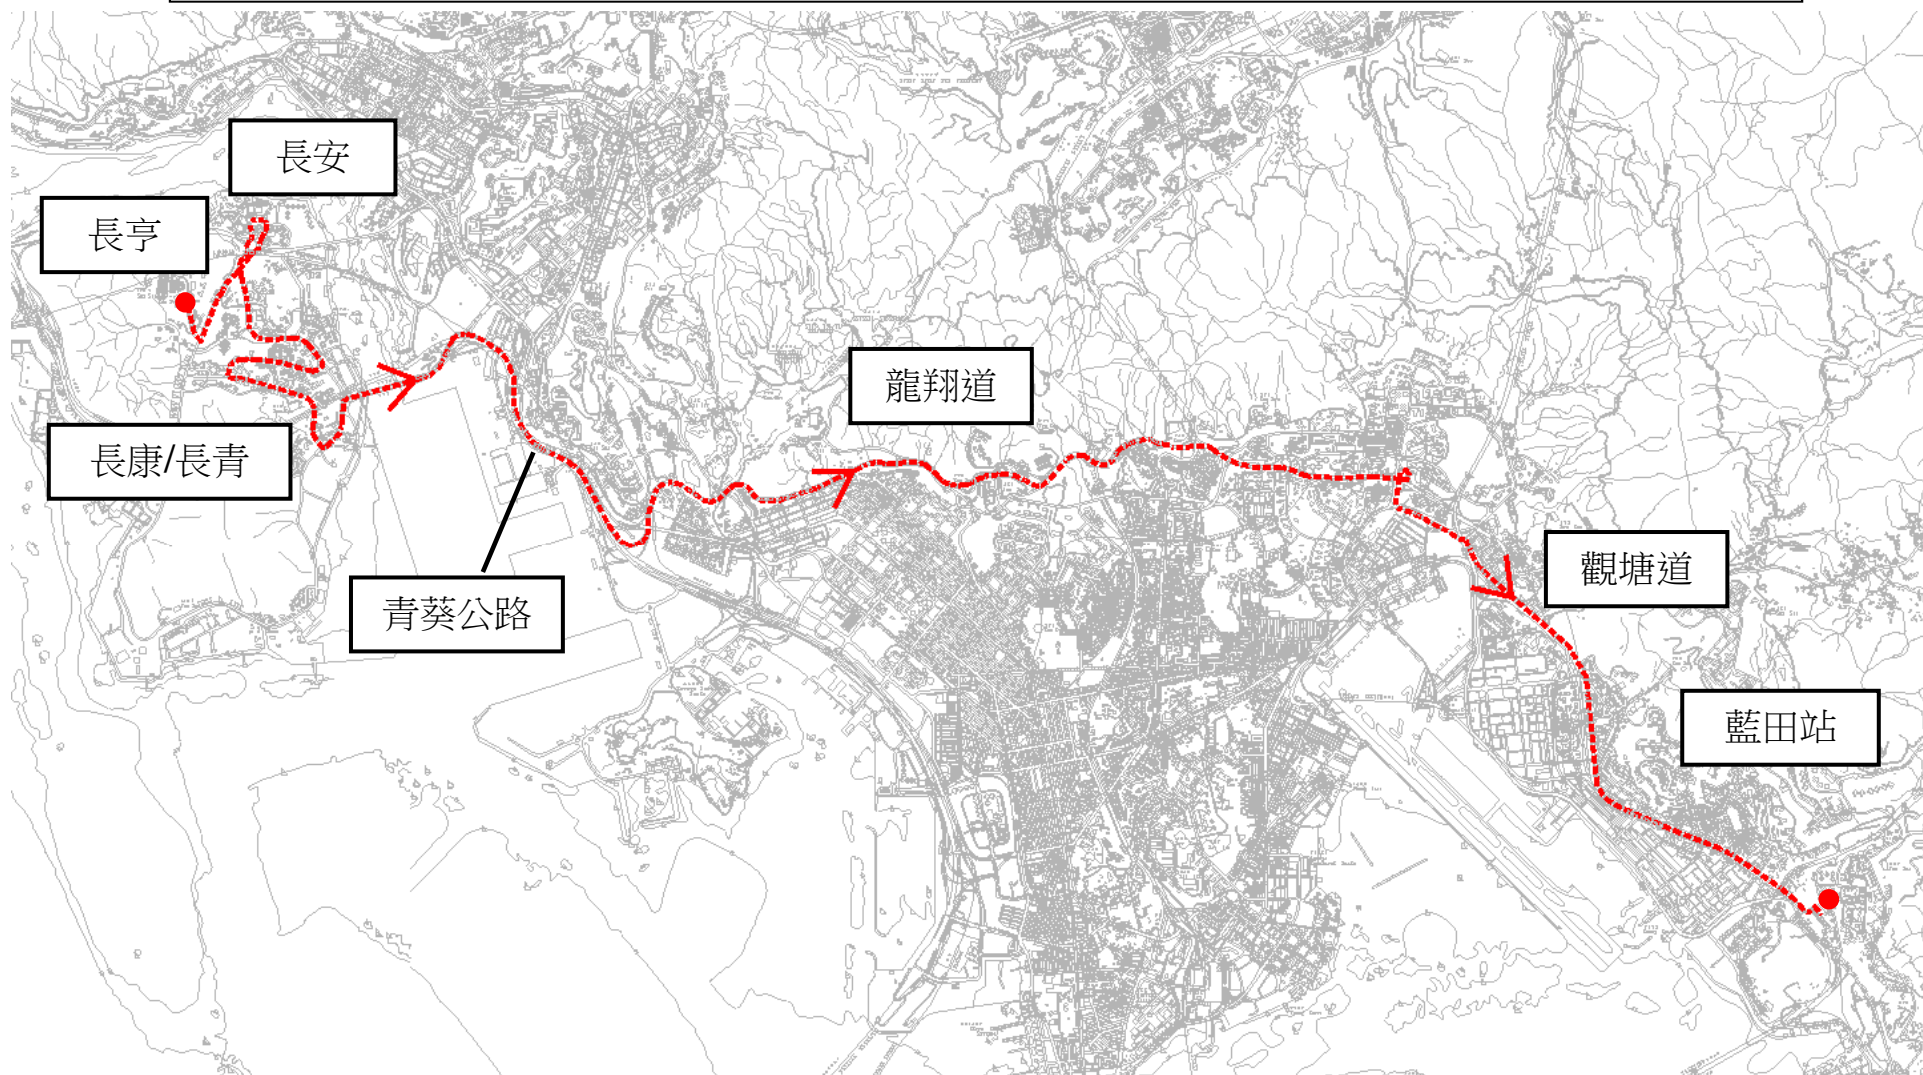 長安
長亨
龍翔道
長康/長青
觀塘道
青葵公路
藍田站